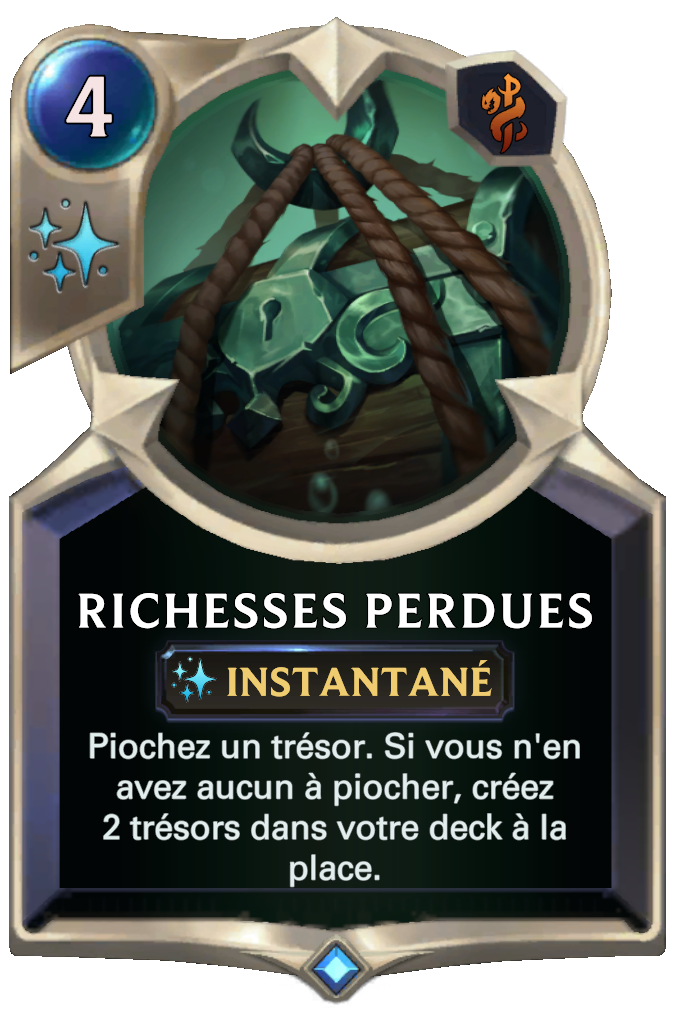 4
RICHESSES PERDUES
INSTANTANÉ
Piochez un trésor. Si vous n'en
avez aucun à piocher, créez
2 trésors dans votre deck à la
place.